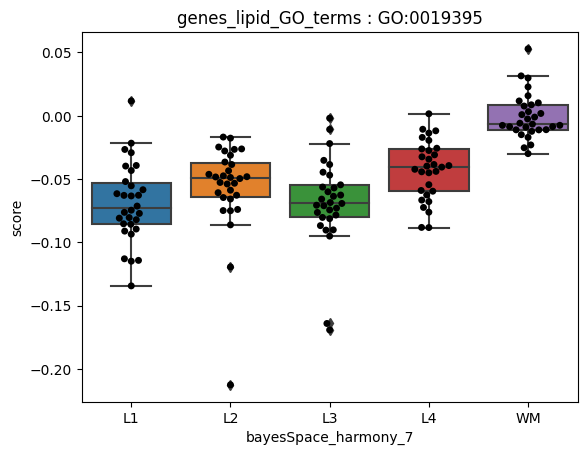 genes_lipid_GO_terms : GO:0019395
0.05
0.00
−0.05
−0.10
−0.15
−0.20
score
L1 L2 L3 L4 WM
bayesSpace_harmony_7